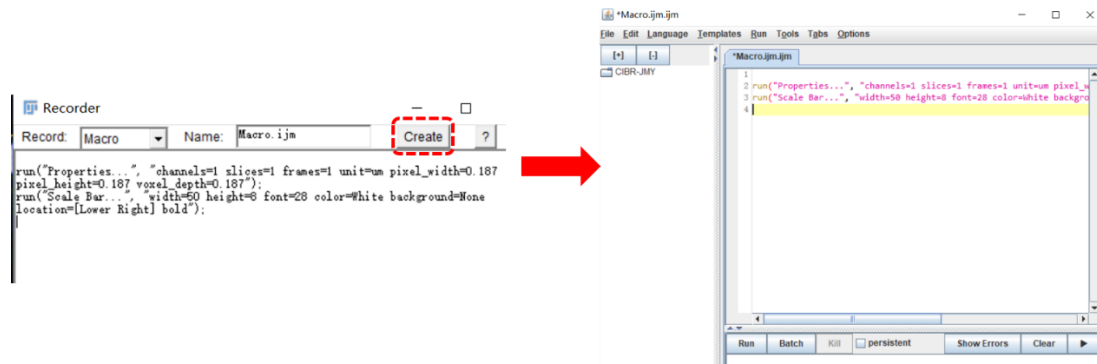 Recorder
Record: Macro Name: Macro.ijm Create ?
run("Properties...", "channels=1 slices=1 frames=1 unit=um pixel_width=0.187
pixel_height=0.187 voxel_depth=0.187");
run("Scale Bar...", "width=50 height=8 font=28 color=White background=None
location=[Lower Right] bold");
*Macro.ijm.ijm
File Edit Language Templates Run Tools Tabs Options
[+] [-] *Macro.ijm.ijm
CIBR-JMY
1
2 run("Properties...", "channels=1 slices=1 frames=1 unit=um pixel_w
3 run("Scale Bar...", "width=50 height=8 font=28 color=White backgro
4
Run Batch Kill persistent Show Errors Clear